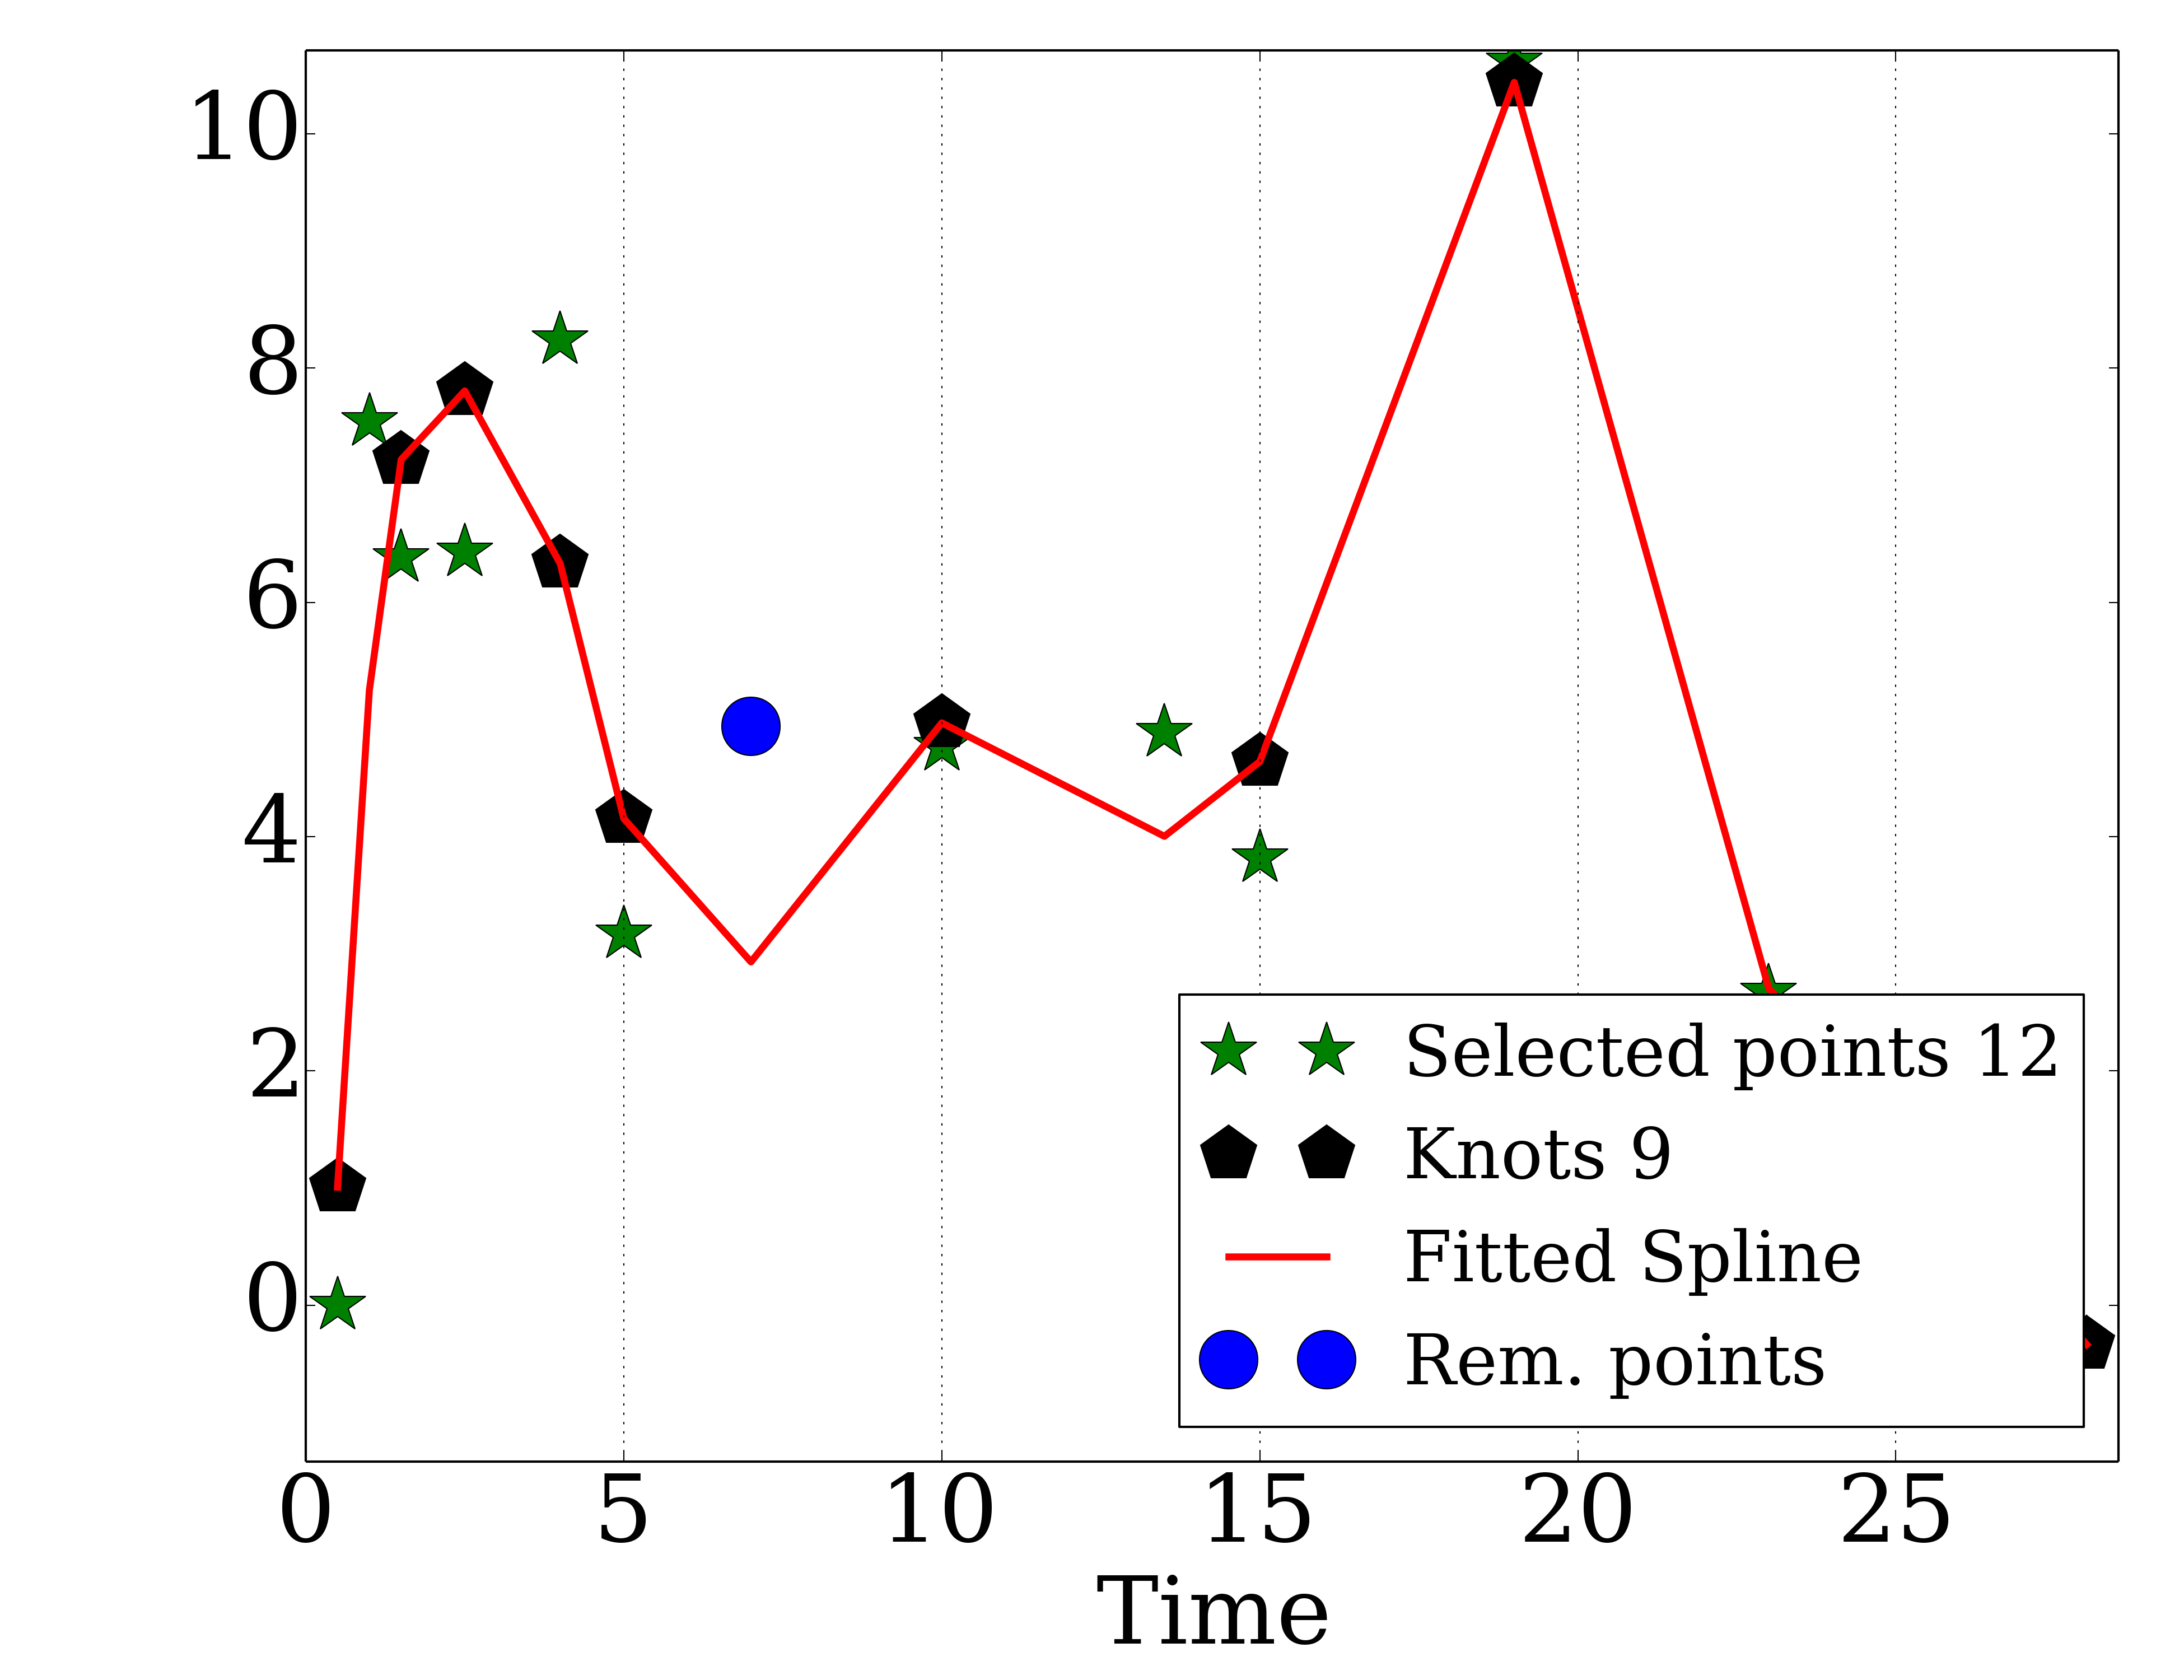 10
8
6
4
2
0
0 5 10 15 20 25
Time
Selected points 12
Knots 9
Fitted Spline
Rem. points